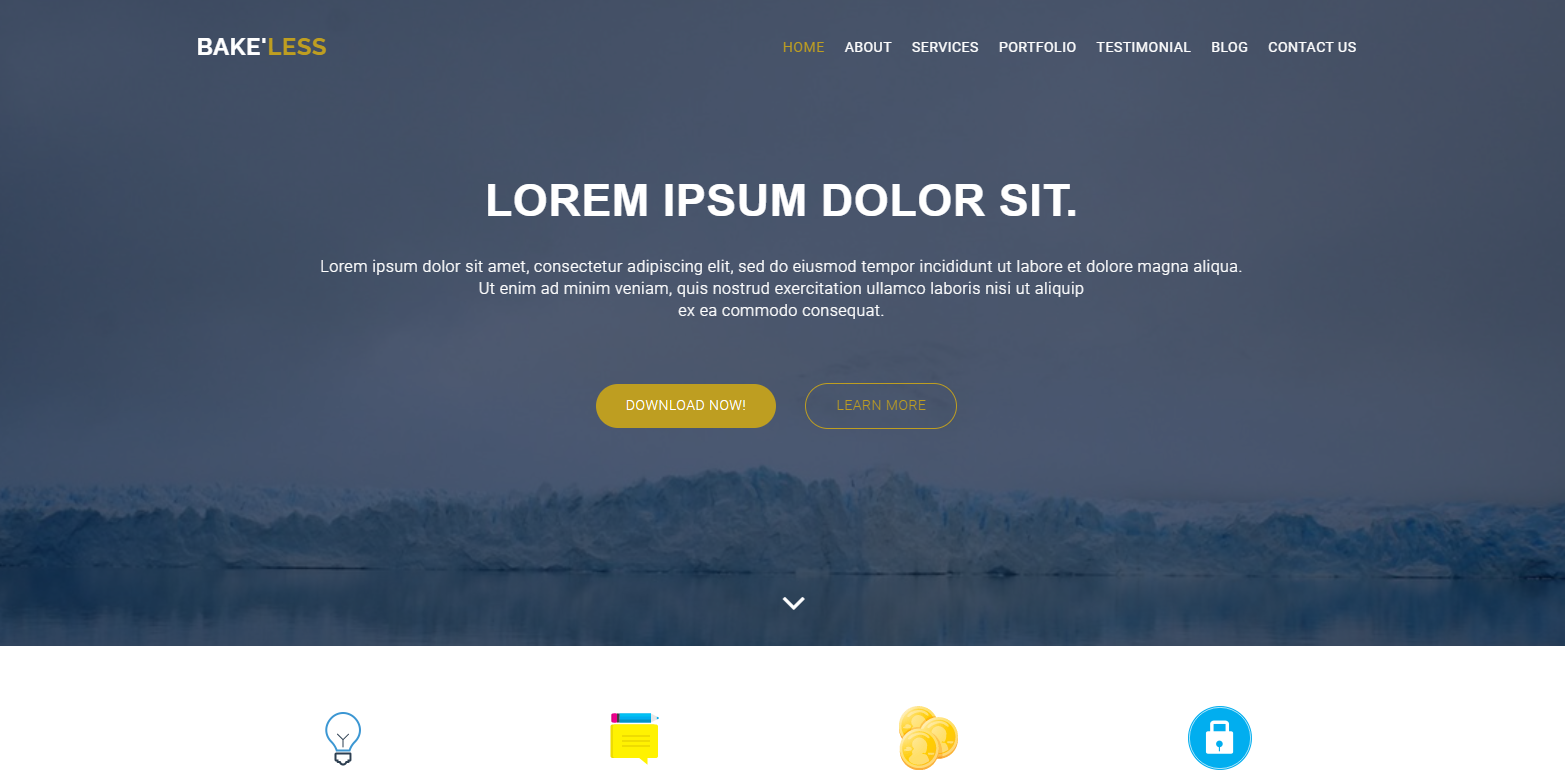 BAKE'LESS
HOME ABOUT SERVICES PORTFOLIO TESTIMONIAL BLOG CONTACT US
LOREM IPSUM DOLOR SIT.
Lorem ipsum dolor sit amet, consectetur adipiscing elit, sed do eiusmod tempor incididunt ut labore et dolore magna aliqua.
Ut enim ad minim veniam, quis nostrud exercitation ullamco laboris nisi ut aliquip
ex ea commodo consequat.
DOWNLOAD NOW! LEARN MORE